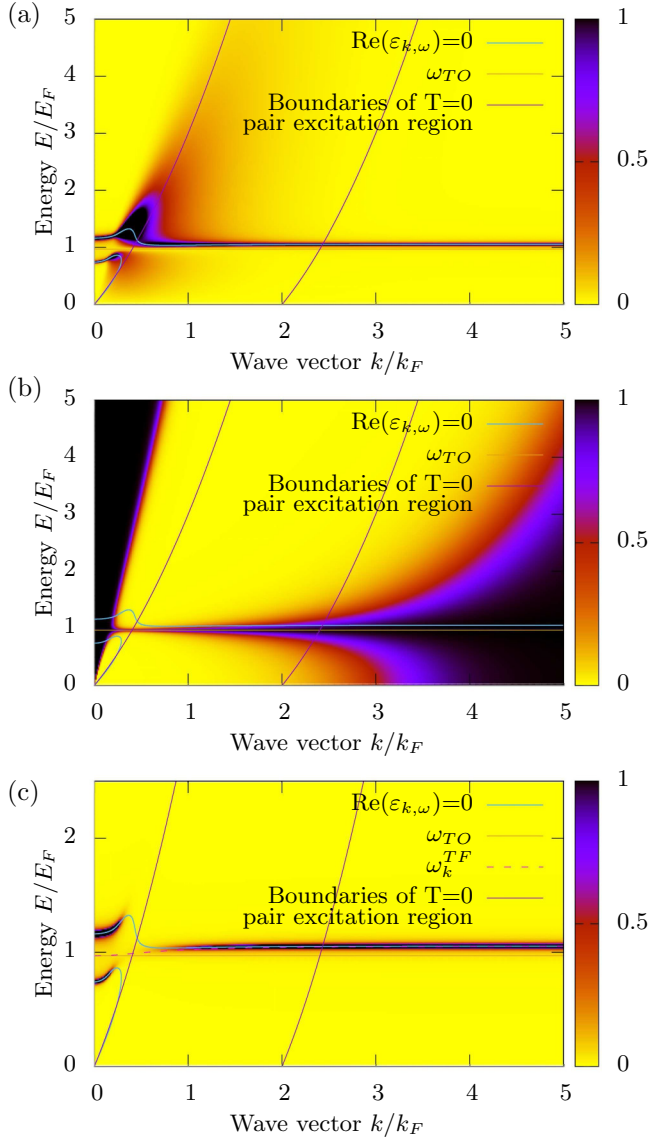 (a)
5
4
3
2
1
0
Energy E/E_F
Re(ε_{k,ω})=0
ω_{TO}
Boundaries of T=0
pair excitation region
1
0.5
0
0 1 2 3 4 5
Wave vector k/k_F
(b)
5
4
3
2
1
0
Energy E/E_F
Re(ε_{k,ω})=0
ω_{TO}
Boundaries of T=0
pair excitation region
1
0.5
0
0 1 2 3 4 5
Wave vector k/k_F
(c)
2
1
0
Energy E/E_F
Re(ε_{k,ω})=0
ω_{TO}
ω_k^{TF}
Boundaries of T=0
pair excitation region
1
0.5
0
0 1 2 3 4 5
Wave vector k/k_F